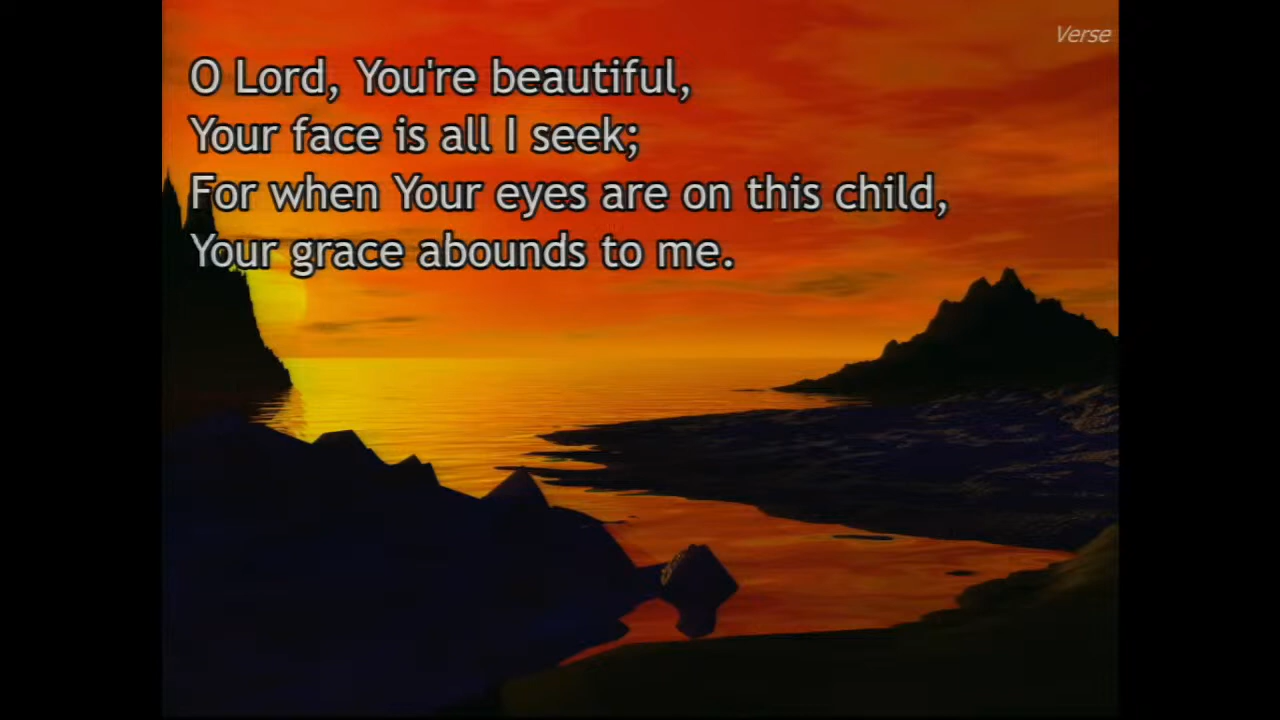 Verse
O Lord, You're beautiful,
Your face is all I seek;
For when Your eyes are on this child,
Your grace abounds to me.